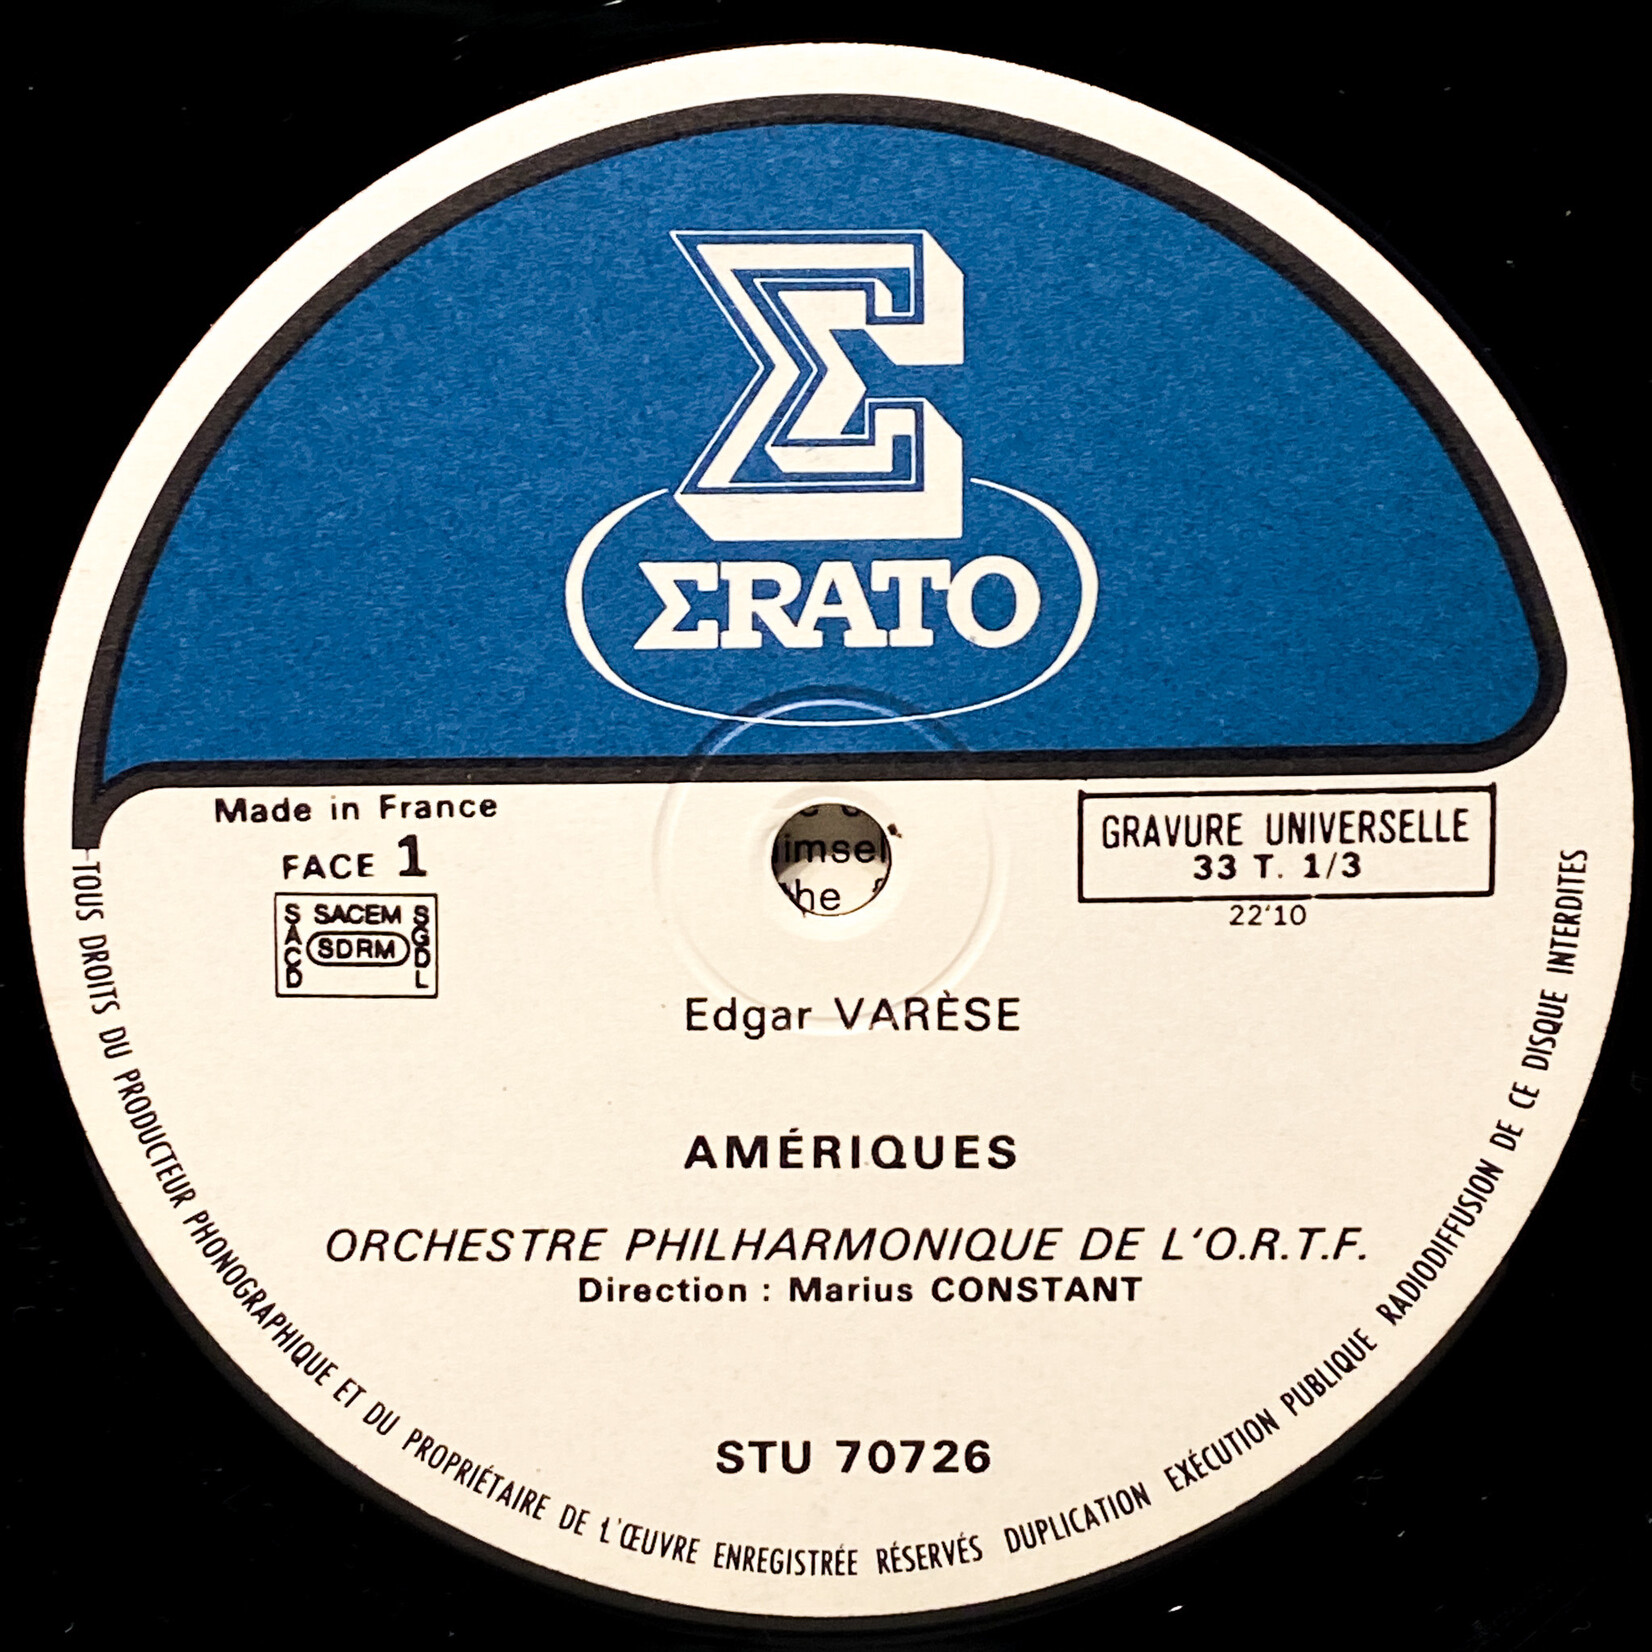 Σ
ΣRATO
Made in France
FACE 1
SACEM
SACD
SDRM
SGDL
GRAVURE UNIVERSELLE
33 T. 1/3
22'10
imsel
he
Edgar VARÈSE
AMÉRIQUES
ORCHESTRE PHILHARMONIQUE DE L'O.R.T.F.
Direction : Marius CONSTANT
STU 70726
TOUS DROITS DU PRODUCTEUR PHONOGRAPHIQUE ET DU PROPRIÉTAIRE DE L'ŒUVRE ENREGISTRÉE RÉSERVÉS DUPLICATION EXÉCUTION PUBLIQUE RADIODIFFUSION DE CE DISQUE INTERDITES